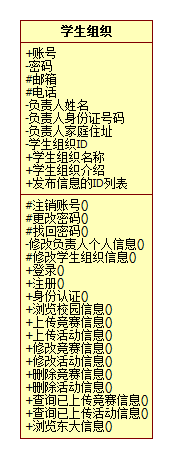 学生组织
+账号
-密码
#邮箱
#电话
-负责人姓名
-负责人身份证号码
-负责人家庭住址
-学生组织ID
+学生组织名称
+学生组织介绍
+发布信息的ID列表
#注销账号()
#更改密码()
#找回密码()
-修改负责人个人信息()
#修改学生组织信息()
+登录()
+注册()
+身份认证()
+浏览校园信息()
+上传竞赛信息()
+上传活动信息()
+修改竞赛信息()
+修改活动信息()
+删除竞赛信息()
+删除活动信息()
+查询已上传竞赛信息()
+查询已上传活动信息()
+浏览东大信息()